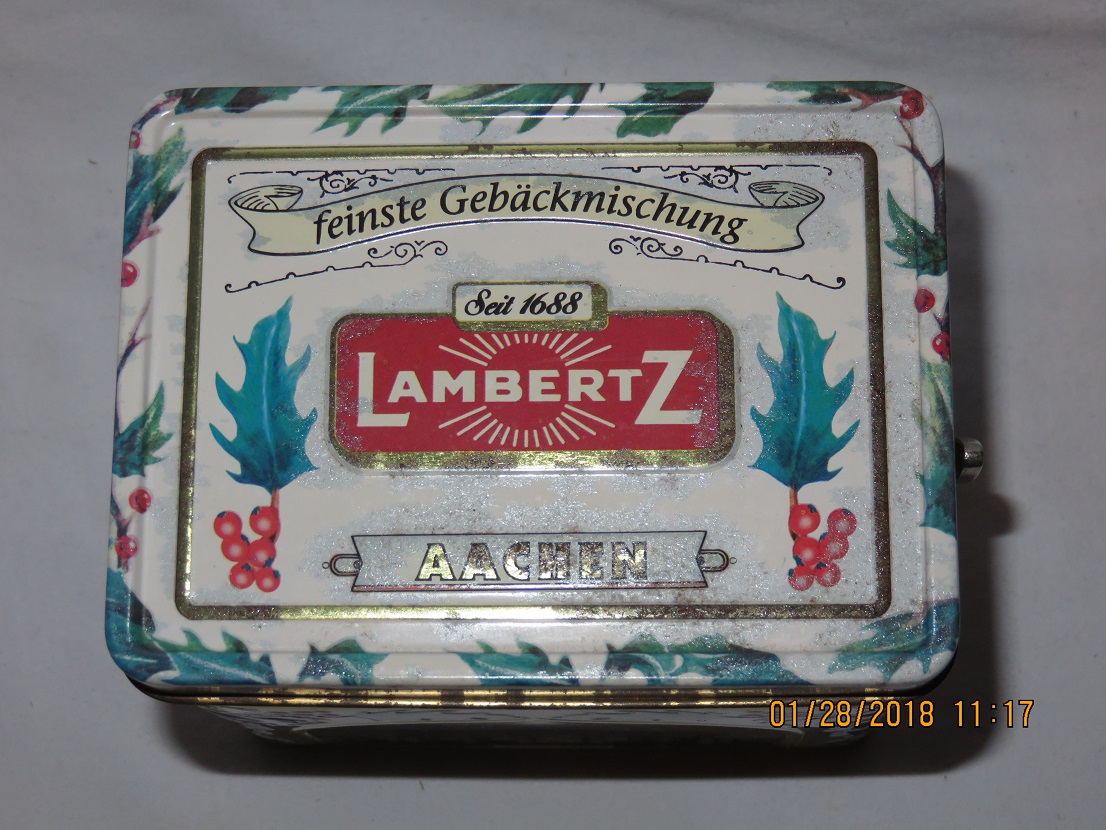 feinste Gebäckmischung
Seit 1688
LAMBERTZ
AACHEN
01/28/2018 11:17